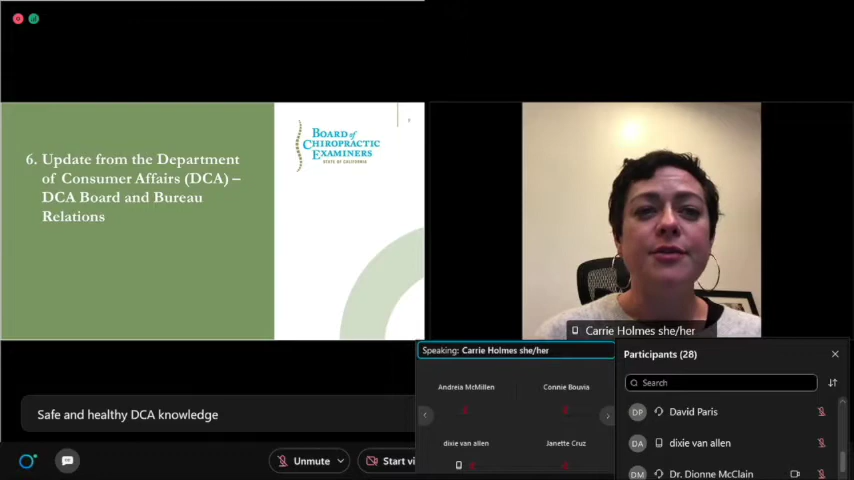 6. Update from the Department
of Consumer Affairs (DCA) –
DCA Board and Bureau
Relations
BOARD of
CHIROPRACTIC
EXAMINERS
STATE OF CALIFORNIA
Carrie Holmes she/her
Speaking: Carrie Holmes she/her
Andreia McMillen
Connie Bouvia
dixie van allen
Janette Cruz
Participants (28)
Search
DP David Paris
DA dixie van allen
DM Dr. Dionne McClain
Safe and healthy DCA knowledge
Unmute
Start vi